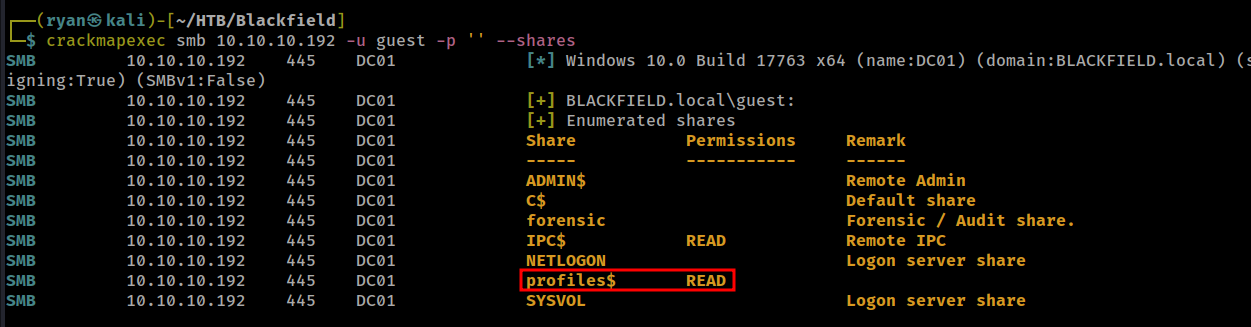 ┌──(ryan㉿kali)-[~/HTB/Blackfield]
└─$ crackmapexec smb 10.10.10.192 -u guest -p '' --shares
SMB 10.10.10.192 445 DC01 [*] Windows 10.0 Build 17763 x64 (name:DC01) (domain:BLACKFIELD.local) (s
igning:True) (SMBv1:False)
SMB 10.10.10.192 445 DC01 [+] BLACKFIELD.local\guest:
SMB 10.10.10.192 445 DC01 [+] Enumerated shares
SMB 10.10.10.192 445 DC01 Share Permissions Remark
SMB 10.10.10.192 445 DC01 ----- ----------- ------
SMB 10.10.10.192 445 DC01 ADMIN$ Remote Admin
SMB 10.10.10.192 445 DC01 C$ Default share
SMB 10.10.10.192 445 DC01 forensic Forensic / Audit share.
SMB 10.10.10.192 445 DC01 IPC$ READ Remote IPC
SMB 10.10.10.192 445 DC01 NETLOGON Logon server share
SMB 10.10.10.192 445 DC01 profiles$ READ
SMB 10.10.10.192 445 DC01 SYSVOL Logon server share